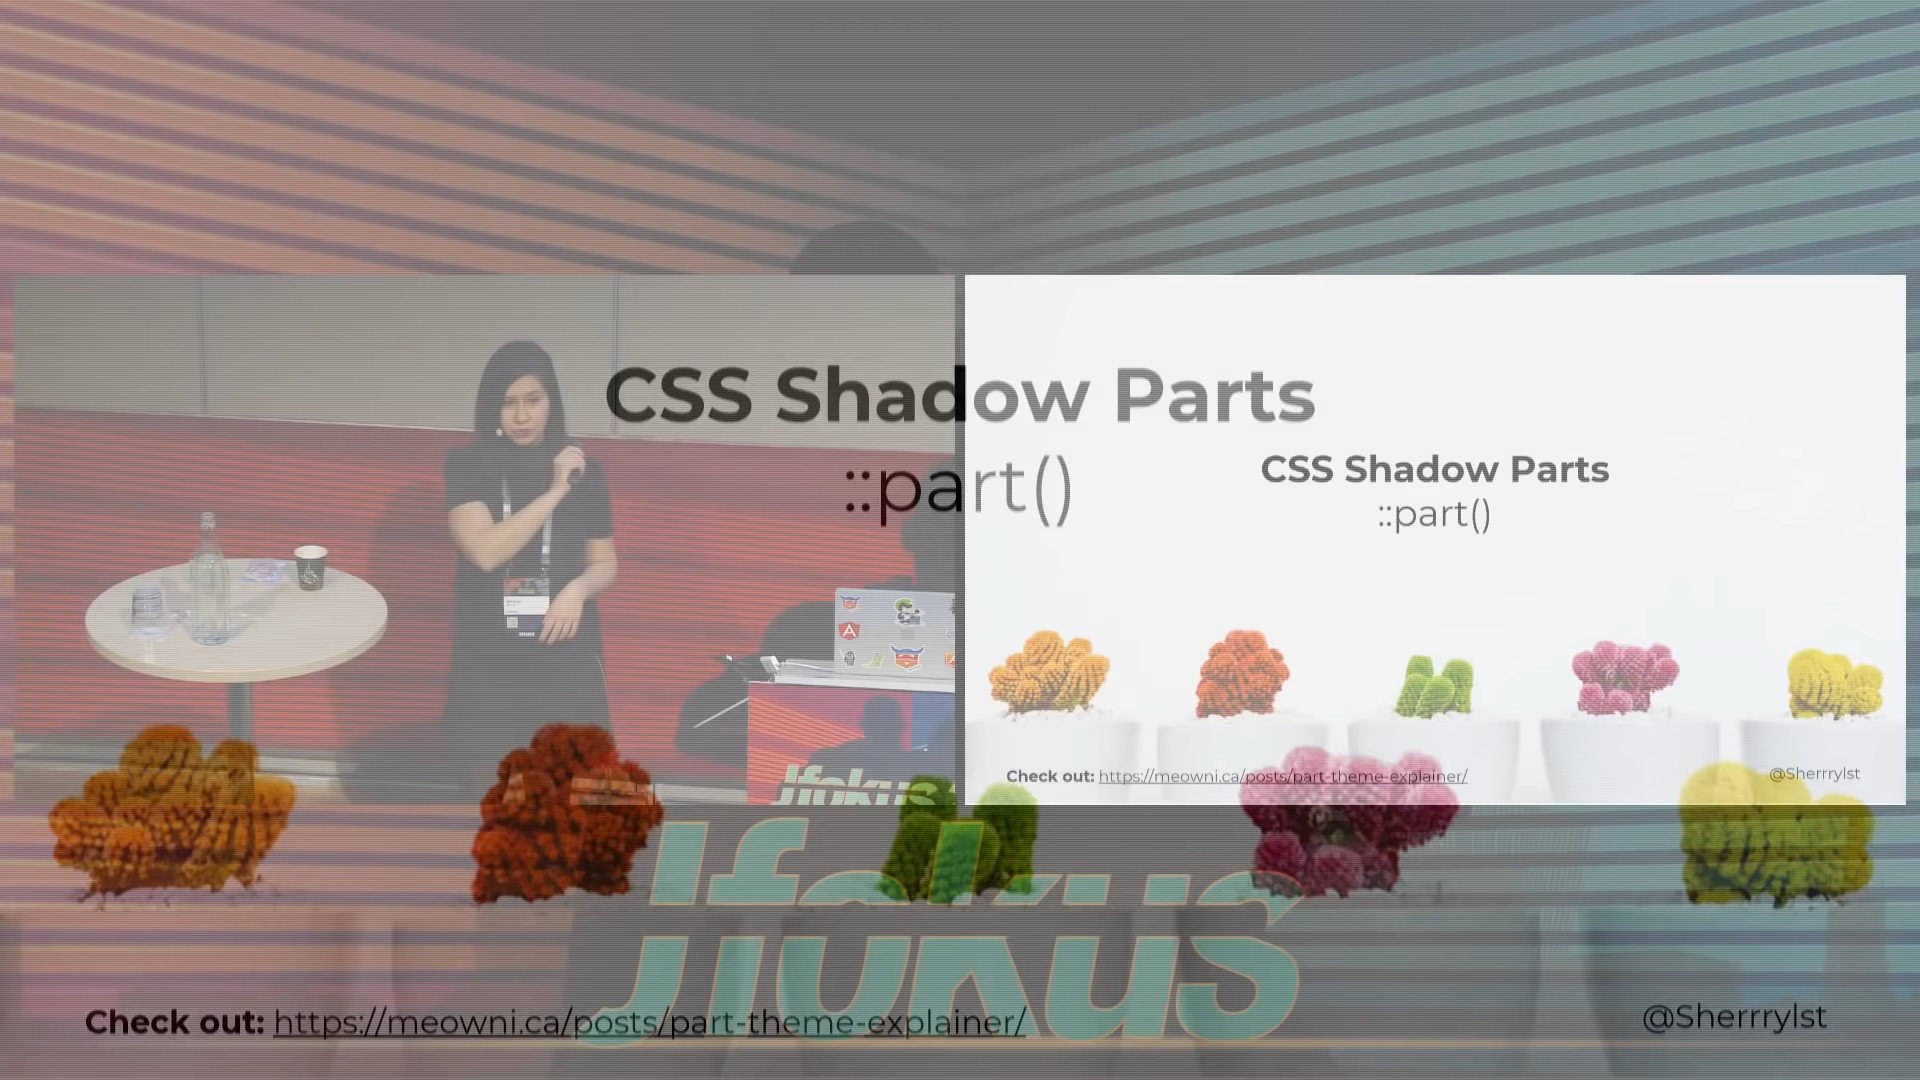 CSS Shadow Parts
::part()
CSS Shadow Parts
::part()
Check out: https://meowni.ca/posts/part-theme-explainer/
@Sherrrylst
Jfokus
Jfokus
Check out: https://meowni.ca/posts/part-theme-explainer/
@Sherrrylst